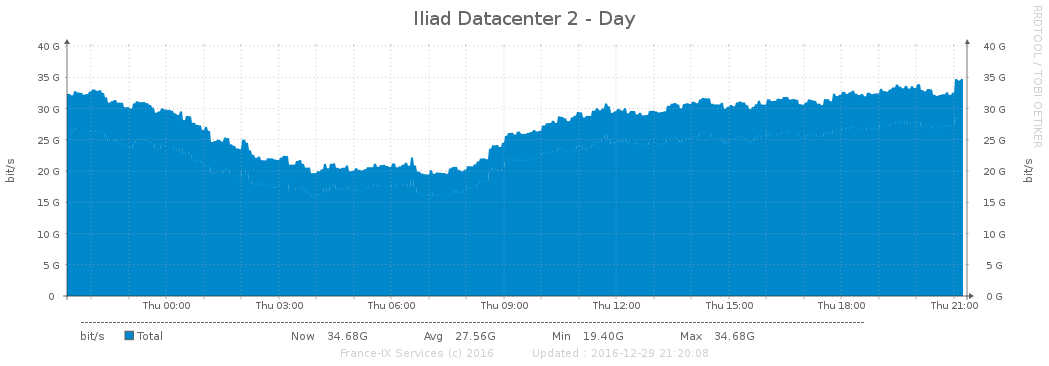 Iliad Datacenter 2 - Day
RRDTOOL / TOBI OETIKER
bit/s
bit/s
40 G 40 G
35 G 35 G
30 G 30 G
25 G 25 G
20 G 20 G
15 G 15 G
10 G 10 G
5 G 5 G
0 0 G
Thu 00:00 Thu 03:00 Thu 06:00 Thu 09:00 Thu 12:00 Thu 15:00 Thu 18:00 Thu 21:00
bit/s Total Now 34.68G Avg 27.56G Min 19.40G Max 34.68G
France-IX Services (c) 2016 Updated : 2016-12-29 21:20:08